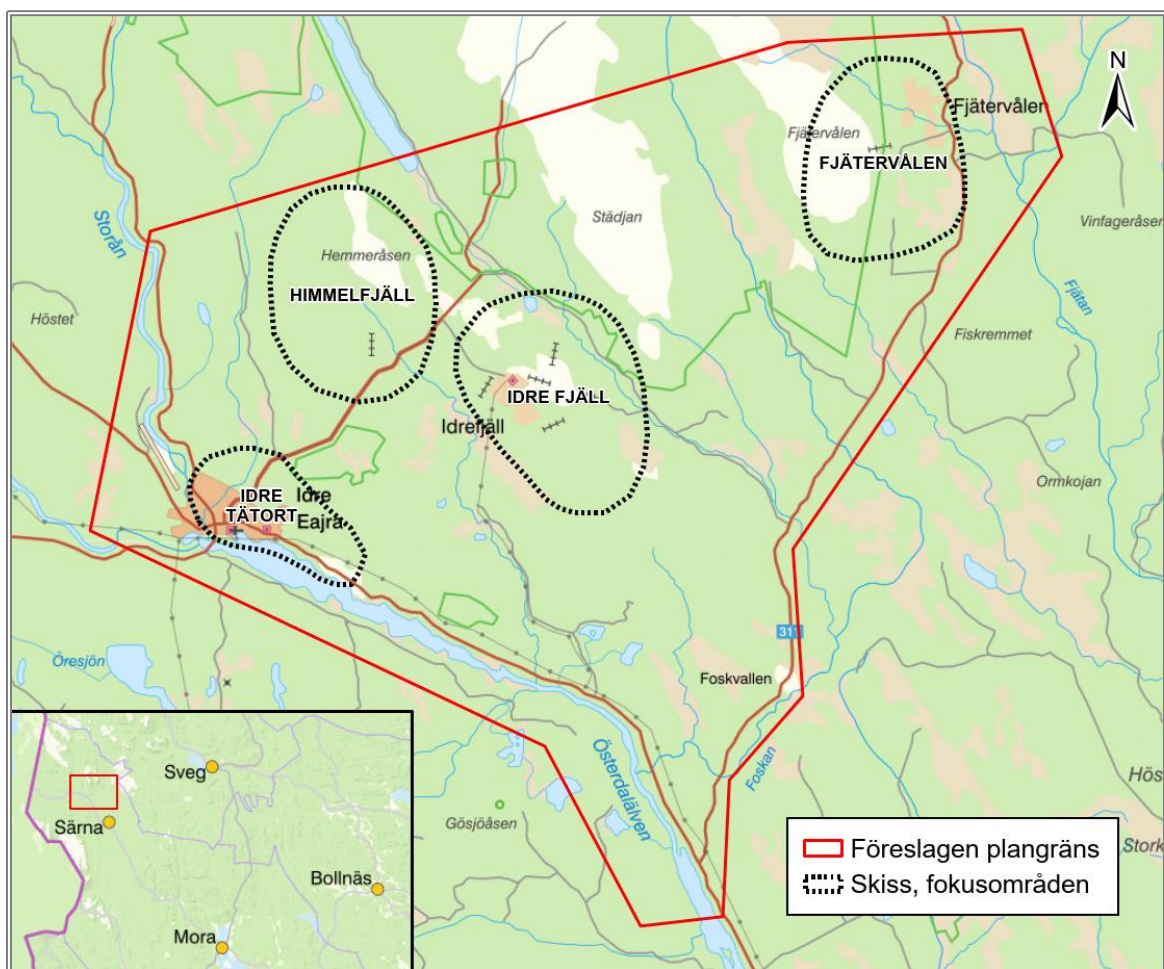 N
Fjätervålen
Fjätervålen
FJÄTERVÅLEN
Storån
Städjan
Vinfageråsen
Hemmeråsen
HIMMELFJÄLL
Fjätan
Höstet
Fiskremmet
IDRE FJÄLL
Idrefjäll
Ormkojan
IDRE
TÄTORT
Idre
Eajra
311
Öresjön
Foskvallen
Österdalälven
Foskan
Gösjöåsen
Hös
Stork
Sveg
Särna
Bollnäs
Mora
Föreslagen plangräns
Skiss, fokusområden